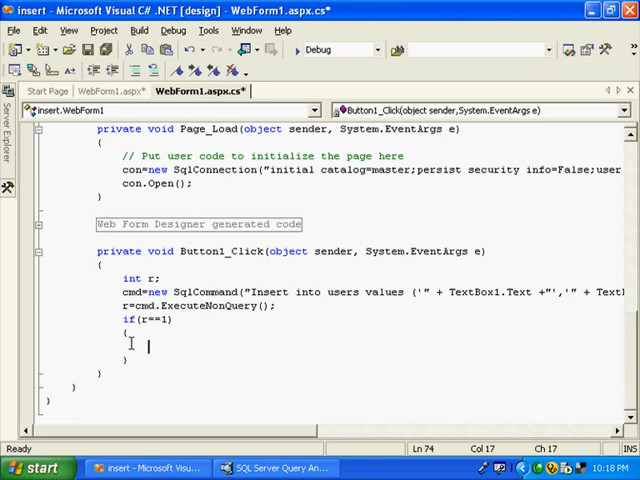 insert - Microsoft Visual C# .NET [design] - WebForm1.aspx.cs*
File Edit View Project Build Debug Tools Window Help
Debug
Start Page WebForm1.aspx* WebForm1.aspx.cs*
insert.WebForm1 Button1_Click(object sender,System.EventArgs e)
Server Explorer
private void Page_Load(object sender, System.EventArgs e)
{
// Put user code to initialize the page here
con=new SqlConnection("initial catalog=master;persist security info=False;user
con.Open();
}
Web Form Designer generated code
private void Button1_Click(object sender, System.EventArgs e)
{
int r;
cmd=new SqlCommand("Insert into users values ('" + TextBox1.Text +"','" + Text
r=cmd.ExecuteNonQuery();
if(r==1)
{
}
}
}
}
Ready Ln 74 Col 17 Ch 17 INS
start insert - Microsoft Visu... SQL Server Query An... 10:18 PM